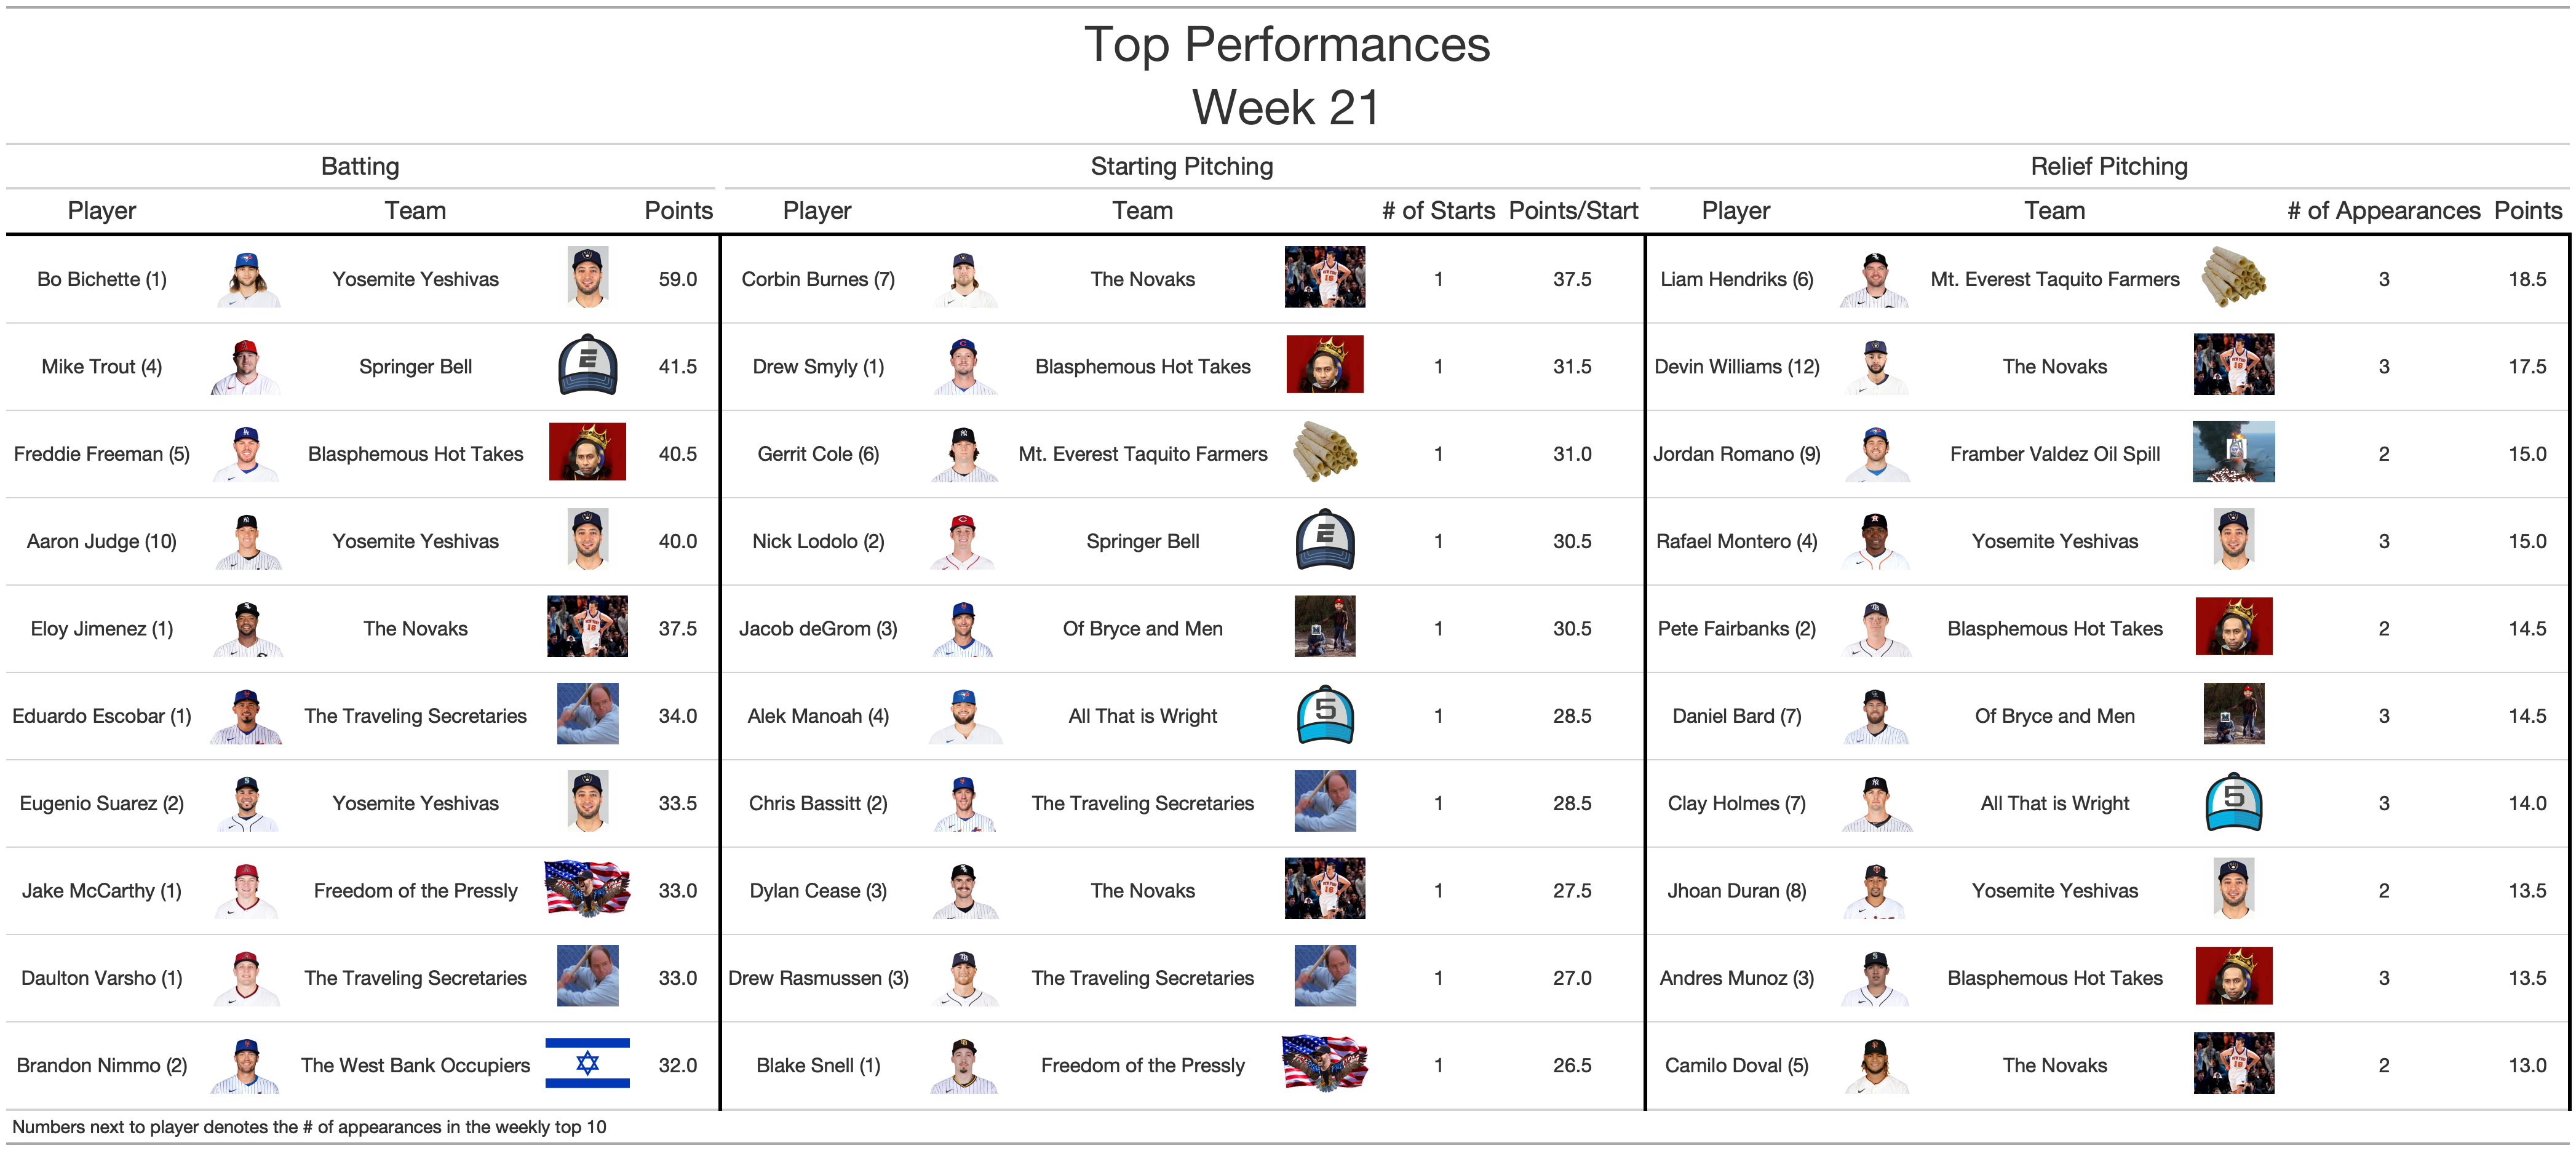 Top Performances
Week 21
Batting Starting Pitching Relief Pitching
Player Team Points Player Team # of Starts Points/Start Player Team # of Appearances Points
Bo Bichette (1) Yosemite Yeshivas 59.0 Corbin Burnes (7) The Novaks 1 37.5 Liam Hendriks (6) Mt. Everest Taquito Farmers 3 18.5
Mike Trout (4) Springer Bell 41.5 Drew Smyly (1) Blasphemous Hot Takes 1 31.5 Devin Williams (12) The Novaks 3 17.5
Freddie Freeman (5) Blasphemous Hot Takes 40.5 Gerrit Cole (6) Mt. Everest Taquito Farmers 1 31.0 Jordan Romano (9) Framber Valdez Oil Spill 2 15.0
Aaron Judge (10) Yosemite Yeshivas 40.0 Nick Lodolo (2) Springer Bell 1 30.5 Rafael Montero (4) Yosemite Yeshivas 3 15.0
Eloy Jimenez (1) The Novaks 37.5 Jacob deGrom (3) Of Bryce and Men 1 30.5 Pete Fairbanks (2) Blasphemous Hot Takes 2 14.5
Eduardo Escobar (1) The Traveling Secretaries 34.0 Alek Manoah (4) All That is Wright 1 28.5 Daniel Bard (7) Of Bryce and Men 3 14.5
Eugenio Suarez (2) Yosemite Yeshivas 33.5 Chris Bassitt (2) The Traveling Secretaries 1 28.5 Clay Holmes (7) All That is Wright 3 14.0
Jake McCarthy (1) Freedom of the Pressly 33.0 Dylan Cease (3) The Novaks 1 27.5 Jhoan Duran (8) Yosemite Yeshivas 2 13.5
Daulton Varsho (1) The Traveling Secretaries 33.0 Drew Rasmussen (3) The Traveling Secretaries 1 27.0 Andres Munoz (3) Blasphemous Hot Takes 3 13.5
Brandon Nimmo (2) The West Bank Occupiers 32.0 Blake Snell (1) Freedom of the Pressly 1 26.5 Camilo Doval (5) The Novaks 2 13.0
Numbers next to player denotes the # of appearances in the weekly top 10